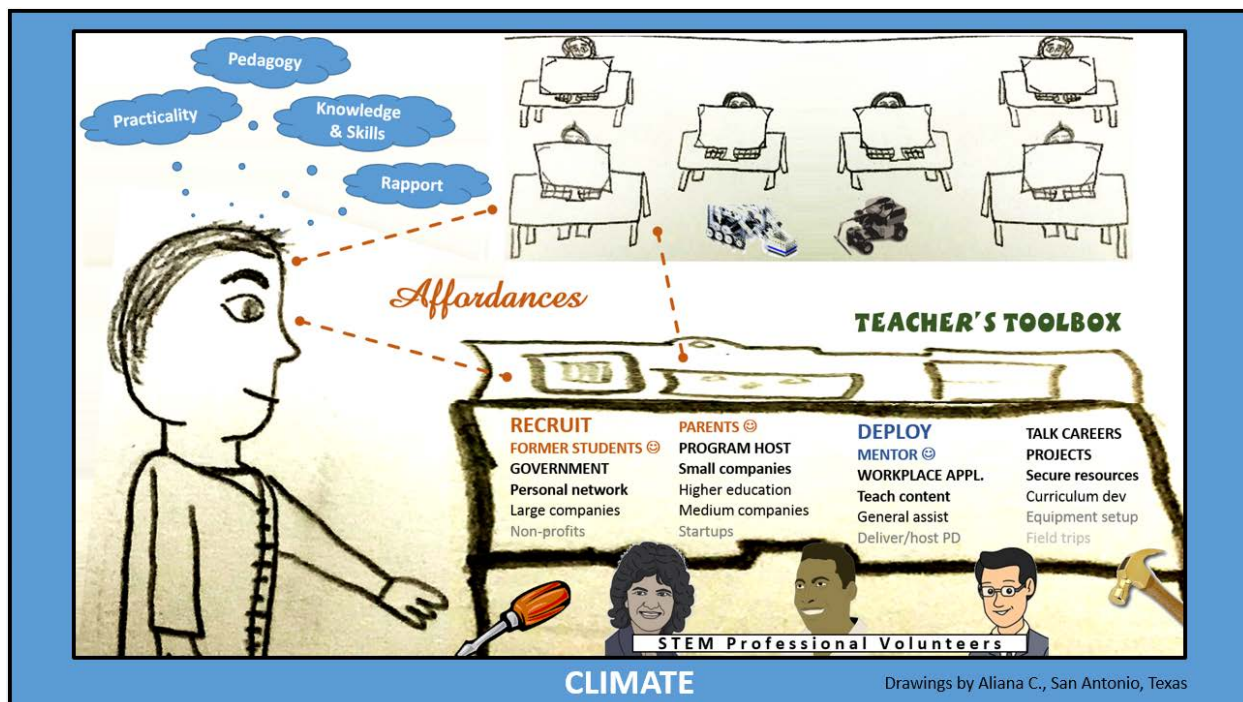 Pedagogy
Practicality
Knowledge
& Skills
Rapport
Affordances
TEACHER'S TOOLBOX
RECRUIT
FORMER STUDENTS ☺
GOVERNMENT
Personal network
Large companies
Non-profits
PARENTS ☺
PROGRAM HOST
Small companies
Higher education
Medium companies
Startups
DEPLOY
MENTOR ☺
WORKPLACE APPL.
Teach content
General assist
Deliver/host PD
TALK CAREERS
PROJECTS
Secure resources
Curriculum dev
Equipment setup
Field trips
STEM Professional Volunteers
CLIMATE
Drawings by Aliana C., San Antonio, Texas